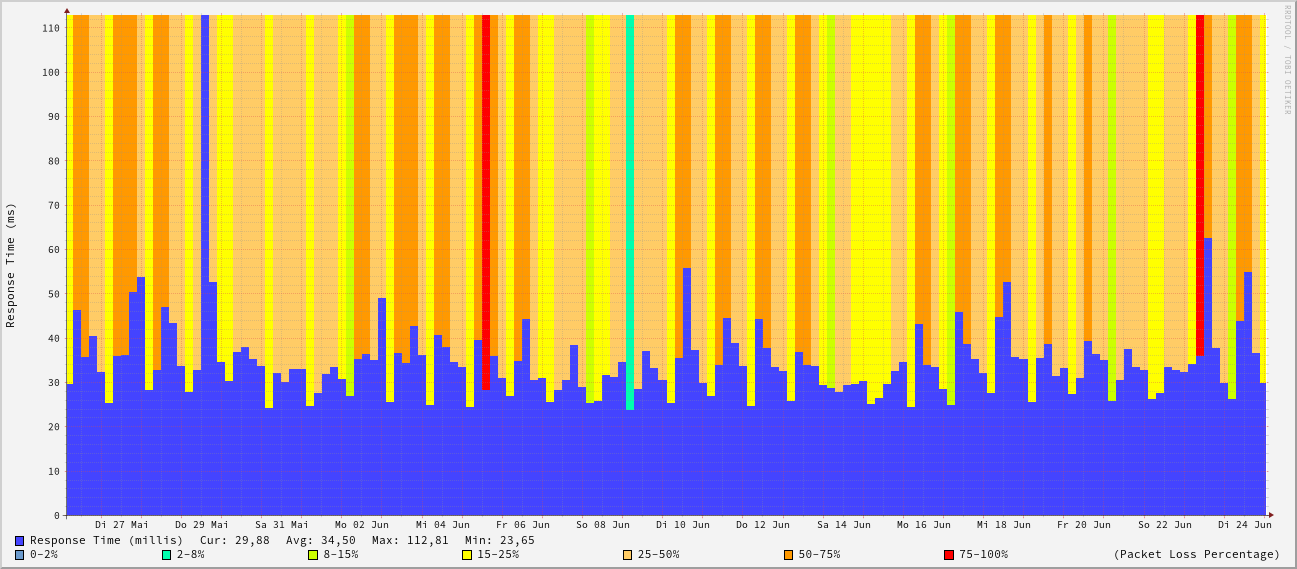 RRDTOOL / TOBI OETIKER
Response Time (ms)
110
100
90
80
70
60
50
40
30
20
10
0
Di 27 Mai Do 29 Mai Sa 31 Mai Mo 02 Jun Mi 04 Jun Fr 06 Jun So 08 Jun Di 10 Jun Do 12 Jun Sa 14 Jun Mo 16 Jun Mi 18 Jun Fr 20 Jun So 22 Jun Di 24 Jun
Response Time (millis) Cur: 29,88 Avg: 34,50 Max: 112,81 Min: 23,65
0-2% 2-8% 8-15% 15-25% 25-50% 50-75% 75-100% (Packet Loss Percentage)